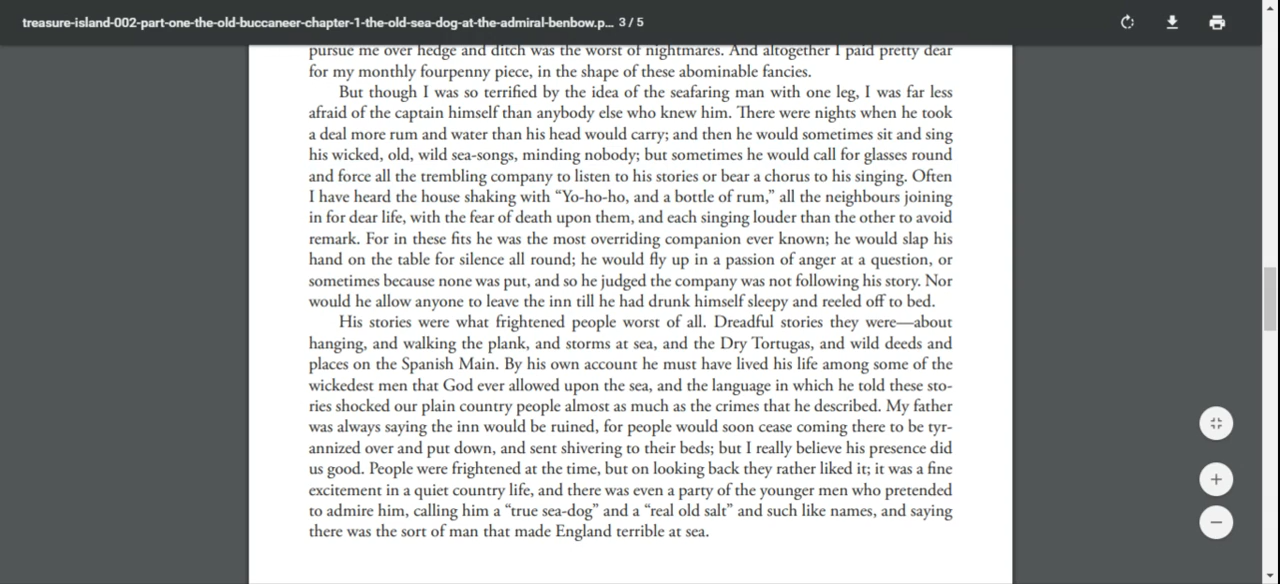 treasure-island-002-part-one-the-old-buccaneer-chapter-1-the-old-sea-dog-at-the-admiral-benbow.p... 3 / 5
pursue me over hedge and ditch was the worst of nightmares. And altogether I paid pretty dear
for my monthly fourpenny piece, in the shape of these abominable fancies.
But though I was so terrified by the idea of the seafaring man with one leg, I was far less
afraid of the captain himself than anybody else who knew him. There were nights when he took
a deal more rum and water than his head would carry; and then he would sometimes sit and sing
his wicked, old, wild sea-songs, minding nobody; but sometimes he would call for glasses round
and force all the trembling company to listen to his stories or bear a chorus to his singing. Often
I have heard the house shaking with “Yo-ho-ho, and a bottle of rum,” all the neighbours joining
in for dear life, with the fear of death upon them, and each singing louder than the other to avoid
remark. For in these fits he was the most overriding companion ever known; he would slap his
hand on the table for silence all round; he would fly up in a passion of anger at a question, or
sometimes because none was put, and so he judged the company was not following his story. Nor
would he allow anyone to leave the inn till he had drunk himself sleepy and reeled off to bed.
His stories were what frightened people worst of all. Dreadful stories they were—about
hanging, and walking the plank, and storms at sea, and the Dry Tortugas, and wild deeds and
places on the Spanish Main. By his own account he must have lived his life among some of the
wickedest men that God ever allowed upon the sea, and the language in which he told these sto-
ries shocked our plain country people almost as much as the crimes that he described. My father
was always saying the inn would be ruined, for people would soon cease coming there to be tyr-
annized over and put down, and sent shivering to their beds; but I really believe his presence did
us good. People were frightened at the time, but on looking back they rather liked it; it was a fine
excitement in a quiet country life, and there was even a party of the younger men who pretended
to admire him, calling him a “true sea-dog” and a “real old salt” and such like names, and saying
there was the sort of man that made England terrible at sea.